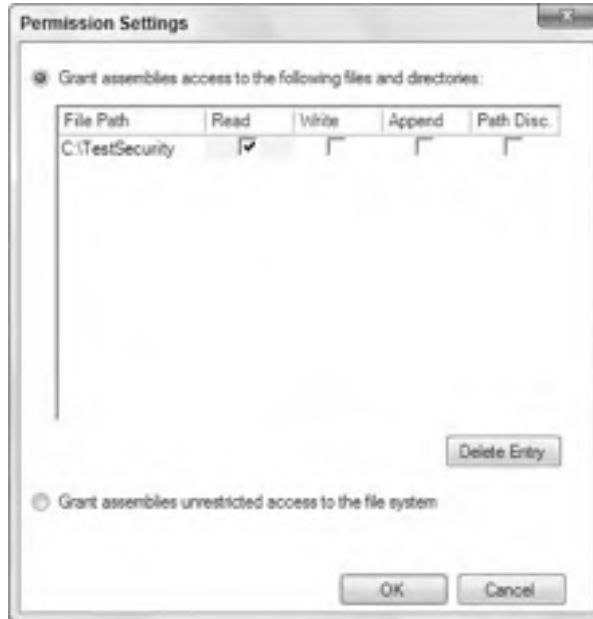 Permission Settings
Grant assemblies access to the following files and directories:
File Path Read Write Append Path Disc.
C:\TestSecurity
Delete Entry
Grant assemblies unrestricted access to the file system
OK Cancel